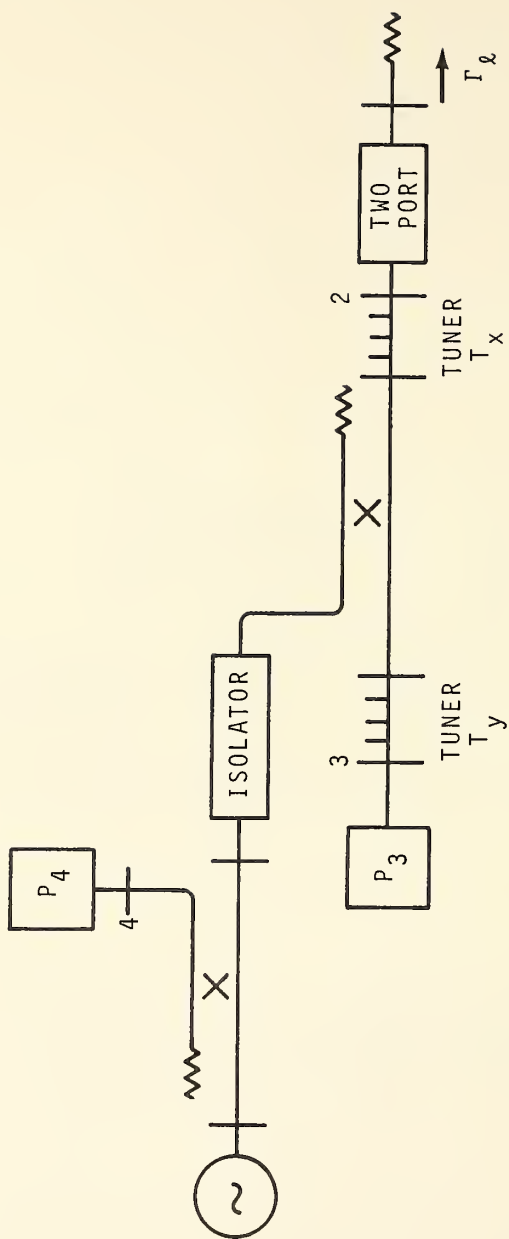 P4
4
ISOLATOR
P3
3
TUNER
Ty
2
TUNER
Tx
TWO
PORT
Γℓ